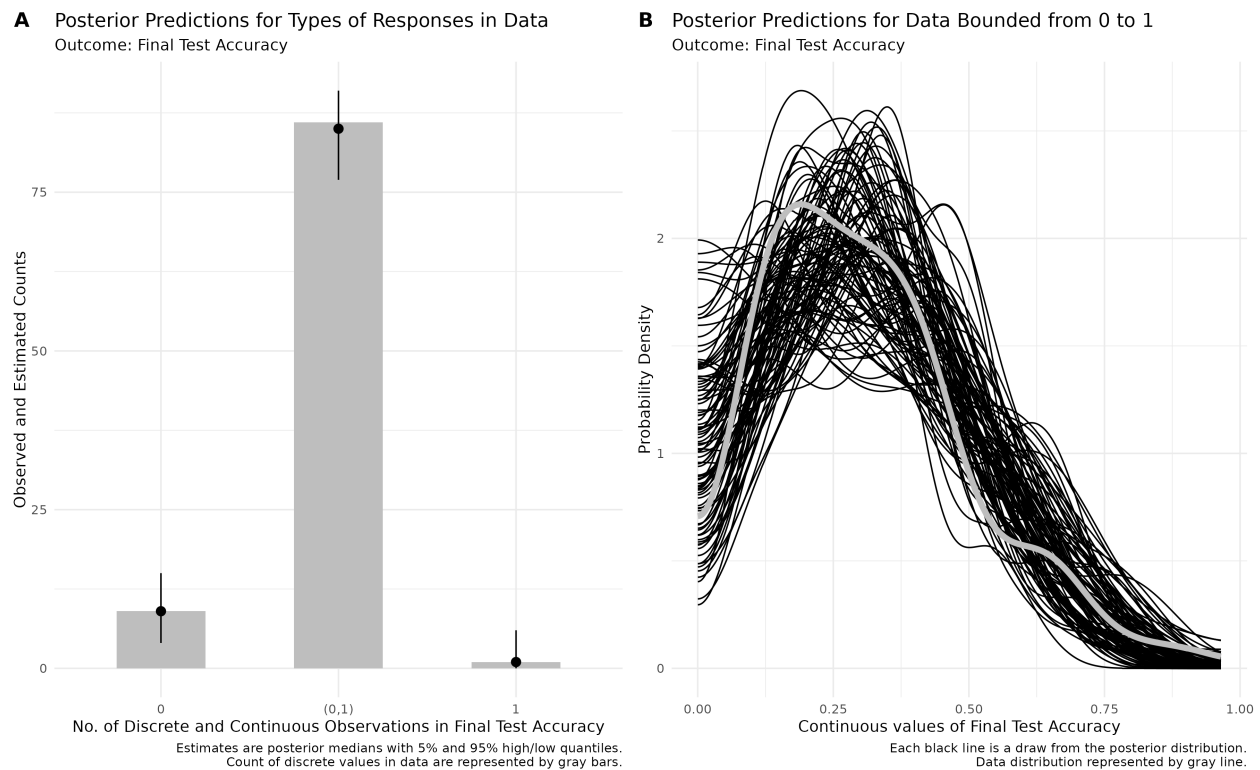 A Posterior Predictions for Types of Responses in Data
Outcome: Final Test Accuracy
Observed and Estimated Counts
75
50
25
0
0 (0,1) 1
No. of Discrete and Continuous Observations in Final Test Accuracy
Estimates are posterior medians with 5% and 95% high/low quantiles.
Count of discrete values in data are represented by gray bars.
B Posterior Predictions for Data Bounded from 0 to 1
Outcome: Final Test Accuracy
Probability Density
2
1
0
0.00 0.25 0.50 0.75 1.00
Continuous values of Final Test Accuracy
Each black line is a draw from the posterior distribution.
Data distribution represented by gray line.